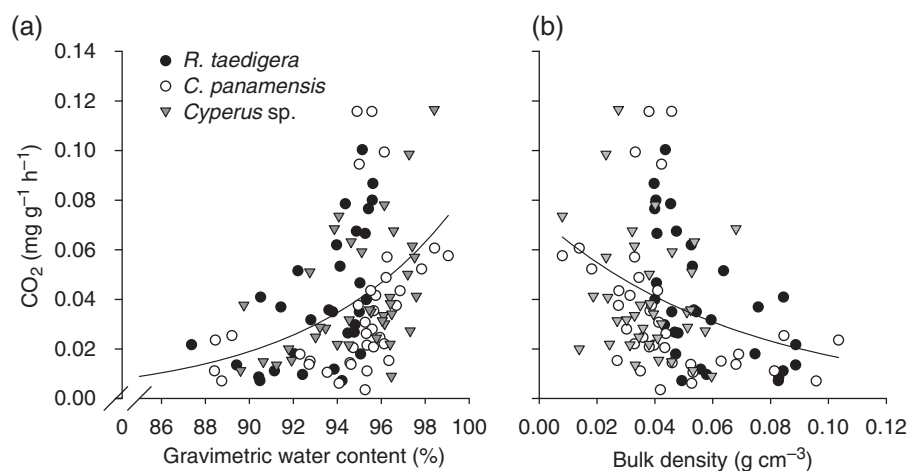 (a)
0.14
0.12
0.10
0.08
0.06
0.04
0.02
0.00
CO₂ (mg g⁻¹ h⁻¹)
R. taedigera
C. panamensis
Cyperus sp.
0 86 88 90 92 94 96 98 100
Gravimetric water content (%)
(b)
0.00 0.02 0.04 0.06 0.08 0.10 0.12
Bulk density (g cm⁻³)